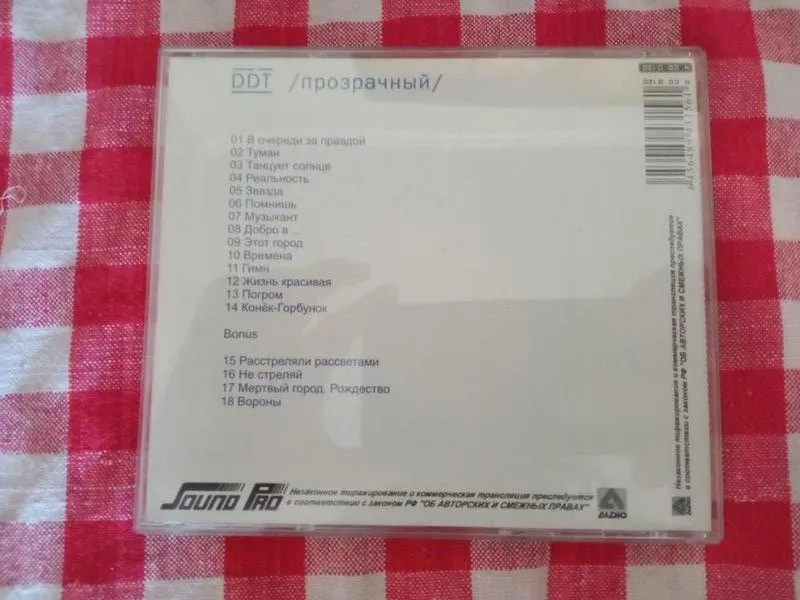 DDT /прозрачный/
01 В очереди за правдой
02 Туман
03 Танцует солнце
04 Реальность
05 Звезда
06 Помнишь
07 Музыкант
08 Добро в ...
09 Этот город
10 Времена
11 Гимн
12 Жизнь красивая
13 Погром
14 Конёк-Горбунок
Bonus
15 Расстреляли рассветами
16 Не стреляй
17 Мертвый город. Рождество
18 Вороны
SOUND PRO
Незаконное тиражирование и коммерческая трансляция преследуется
в соответствии с законом РФ "ОБ АВТОРСКИХ И СМЕЖНЫХ ПРАВАХ"
AUDIO
Незаконное тиражирование и коммерческая трансляция преследуется
в соответствии с законом РФ "ОБ АВТОРСКИХ И СМЕЖНЫХ ПРАВАХ"